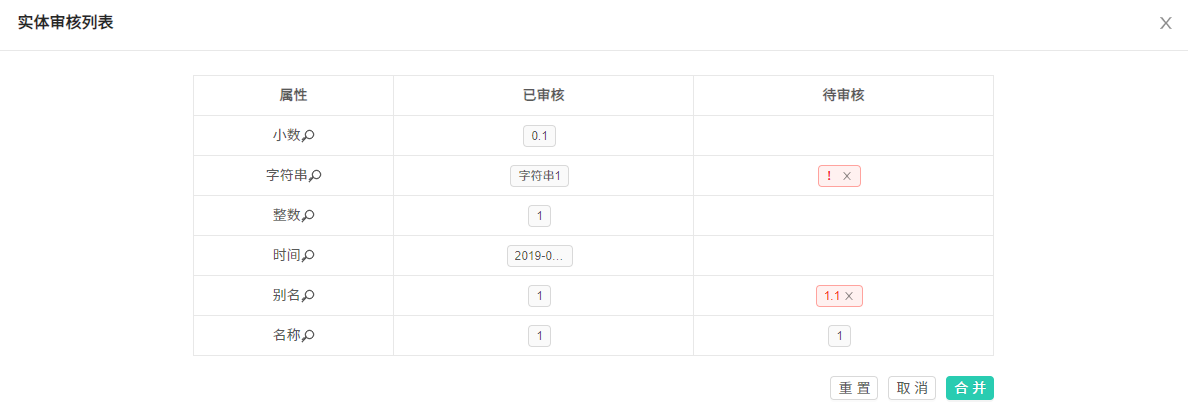 实体审核列表
属性 已审核 待审核
小数 0.1
字符串 字符串1 !
整数 1
时间 2019-0...
别名 1 1.1
名称 1 1
重 置 取 消 合 并